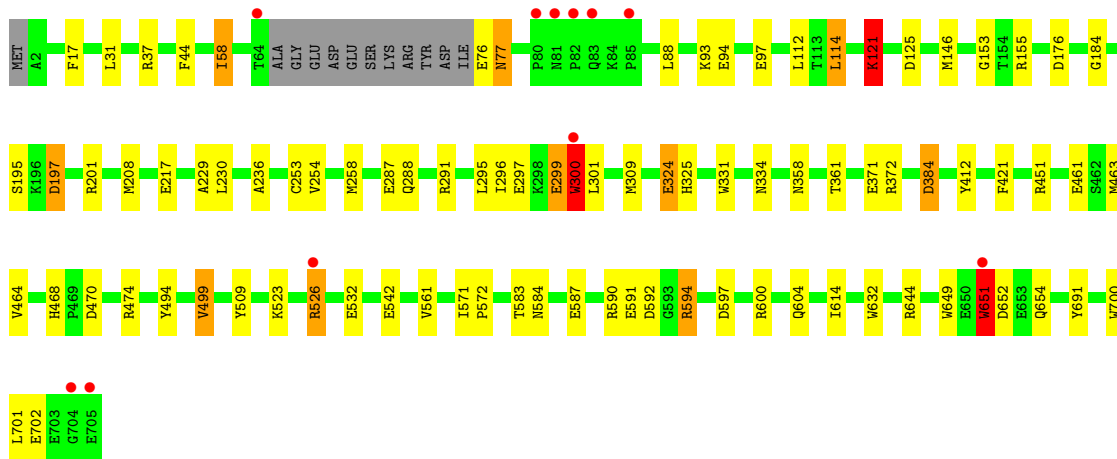 MET A2 F17 L31 R37 F44 I58 T64 ALA GLY GLU ASP GLU SER LYS ARG TYR ASP ILE E76 N77 P80 N81 P82 Q83 K84 P85 L88 K93 E94 E97 L112 T113 L114 K121 D125 M146 G153 T154 R155 D176 G184
S195 K196 D197 R201 M208 E217 A229 L230 A236 C253 V254 M258 E287 Q288 R291 L295 I296 E297 K298 E299 W300 L301 M309 E324 H325 W331 N334 N358 T361 E371 R372 D384 Y412 F421 R451 E461 S462 M463
V464 H468 P469 D470 R474 Y494 V499 Y509 K523 R526 E532 E542 V561 I571 P572 T583 N584 E587 R590 E591 D592 G593 R594 D597 R600 Q604 I614 W632 R644 W649 E650 W651 D652 E653 Q654 Y691 W700
L701 E702 E703 G704 E705